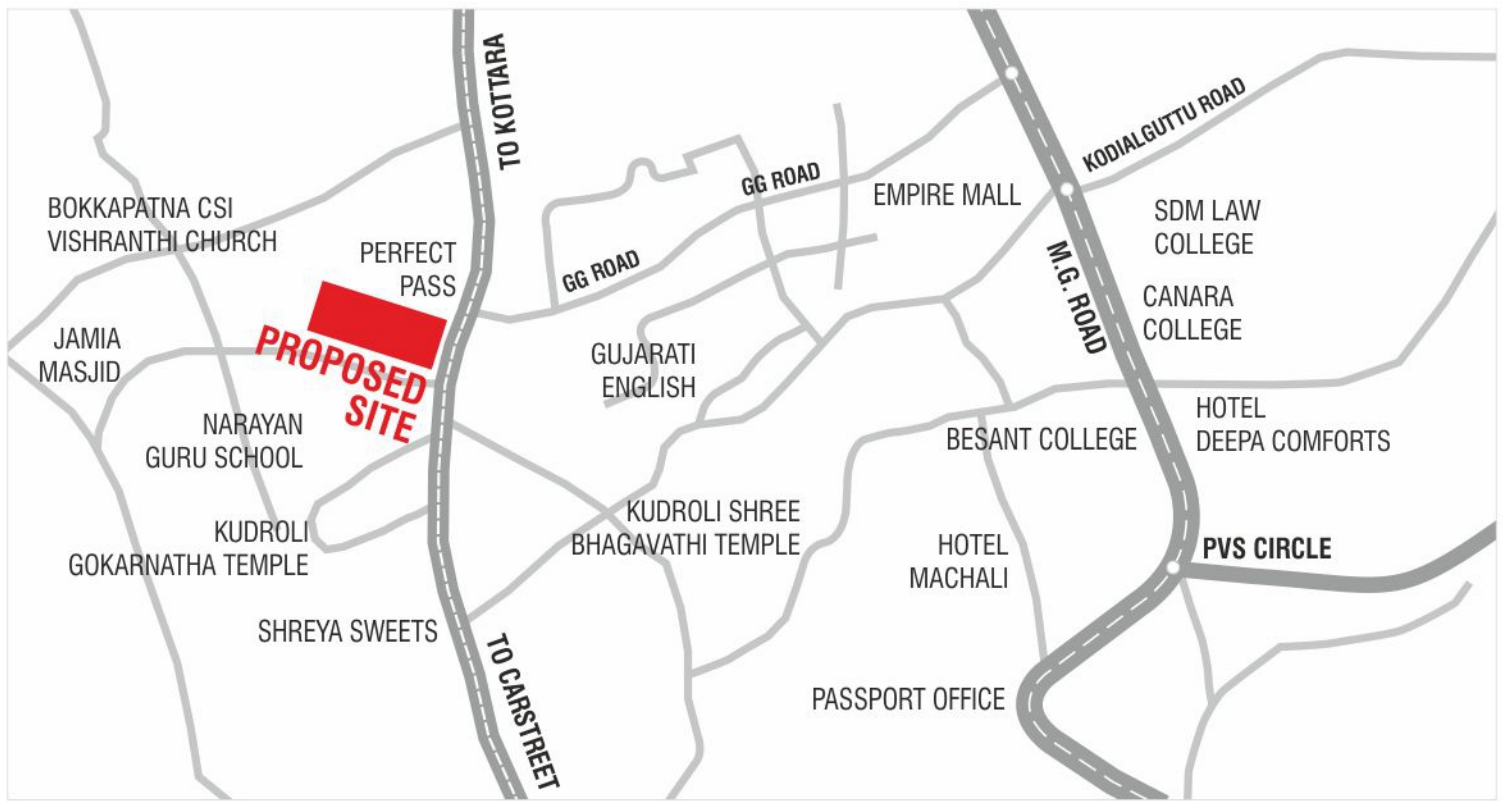 TO KOTTARA
KODIALGUTTU ROAD
GG ROAD
EMPIRE MALL
BOKKAPATNA CSI
VISHRANTHI CHURCH
SDM LAW
COLLEGE
PERFECT
PASS
GG ROAD
M.G. ROAD
CANARA
COLLEGE
JAMIA
MASJID
PROPOSED
SITE
GUJARATI
ENGLISH
NARAYAN
GURU SCHOOL
BESANT COLLEGE
HOTEL
DEEPA COMFORTS
KUDROLI
GOKARNATHA TEMPLE
KUDROLI SHREE
BHAGAVATHI TEMPLE
HOTEL
MACHALI
PVS CIRCLE
SHREYA SWEETS
TO CARSTREET
PASSPORT OFFICE